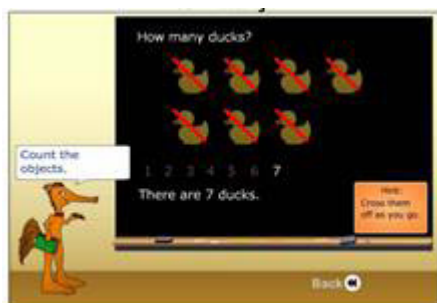 How many ducks?
Count the
objects.
1 2 3 4 5 6 7
There are 7 ducks.
Hint:
Cross them
off as you go.
Back